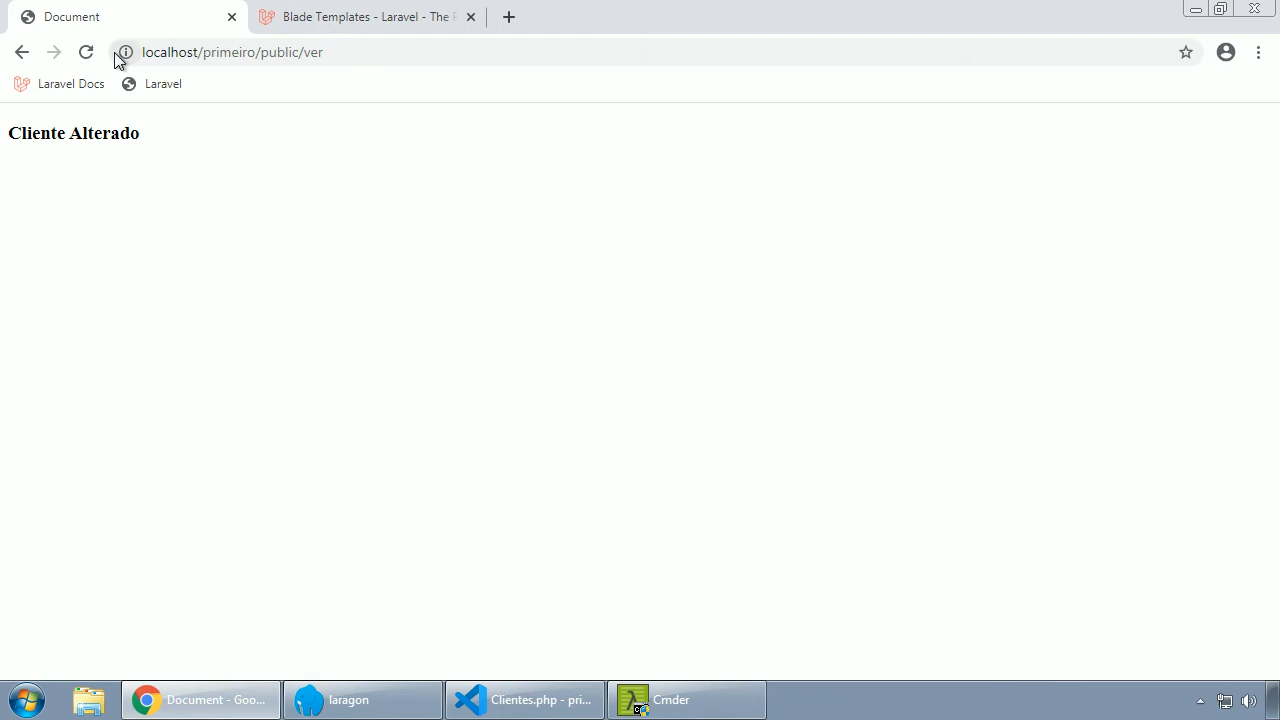 Document
Blade Templates - Laravel - The
localhost/primeiro/public/ver
Laravel Docs
Laravel
Cliente Alterado
Document - Goo...
laragon
Clientes.php - pri...
Cmder